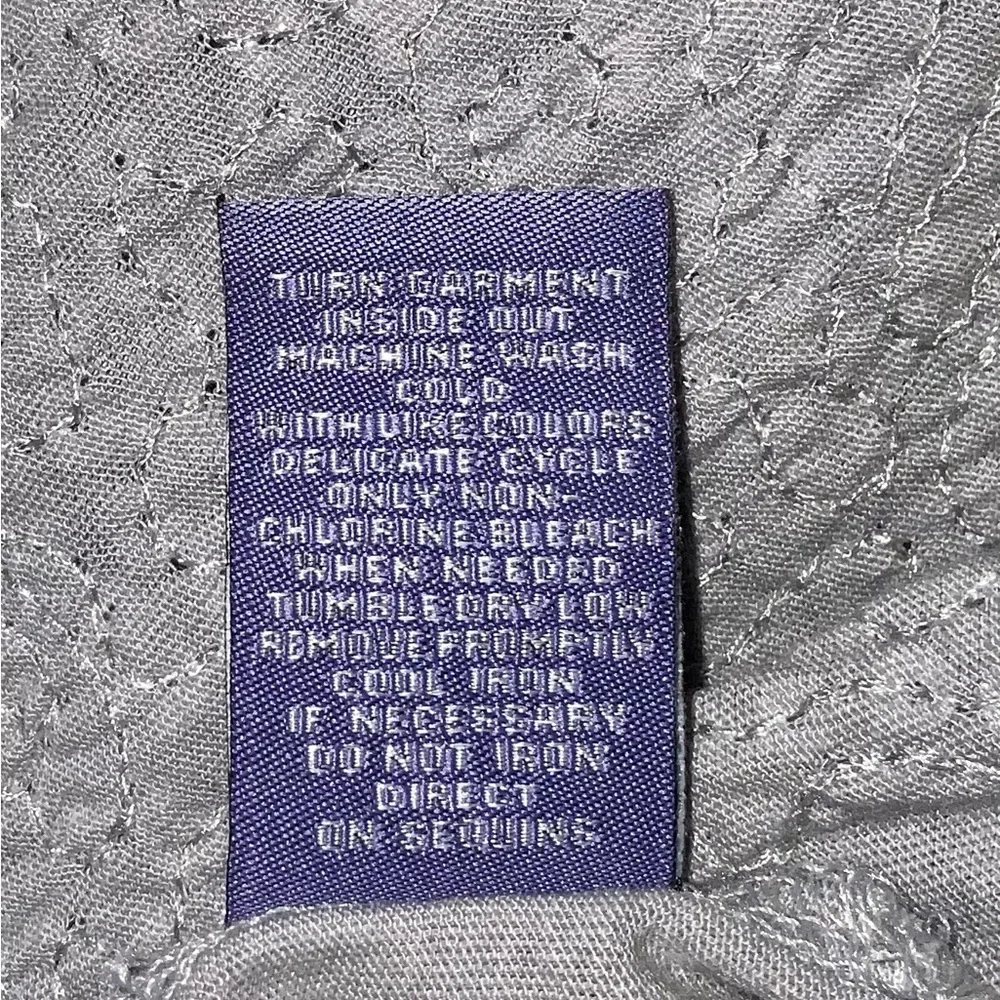 TURN GARMENT
INSIDE OUT
MACHINE WASH
COLD
WITH LIKE COLORS
DELICATE CYCLE
ONLY NON-
CHLORINE BLEACH
WHEN NEEDED
TUMBLE DRY LOW
REMOVE PROMPTLY
COOL IRON
IF NECESSARY
DO NOT IRON
DIRECT
ON SEQUINS